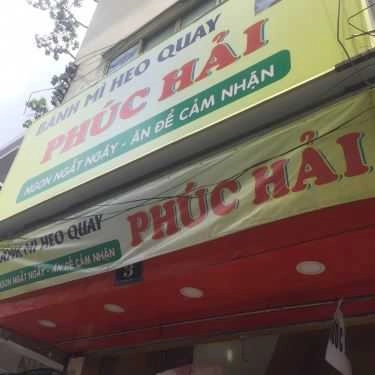 BÁNH MÌ HEO QUAY
PHÚC HẢI
NGON NGẤT NGÂY - ĂN ĐỂ CẢM NHẬN
BÁNH MÌ HEO QUAY
PHÚC HẢI
NGON NGẤT NGÂY - ĂN ĐỂ CẢM NHẬN
3